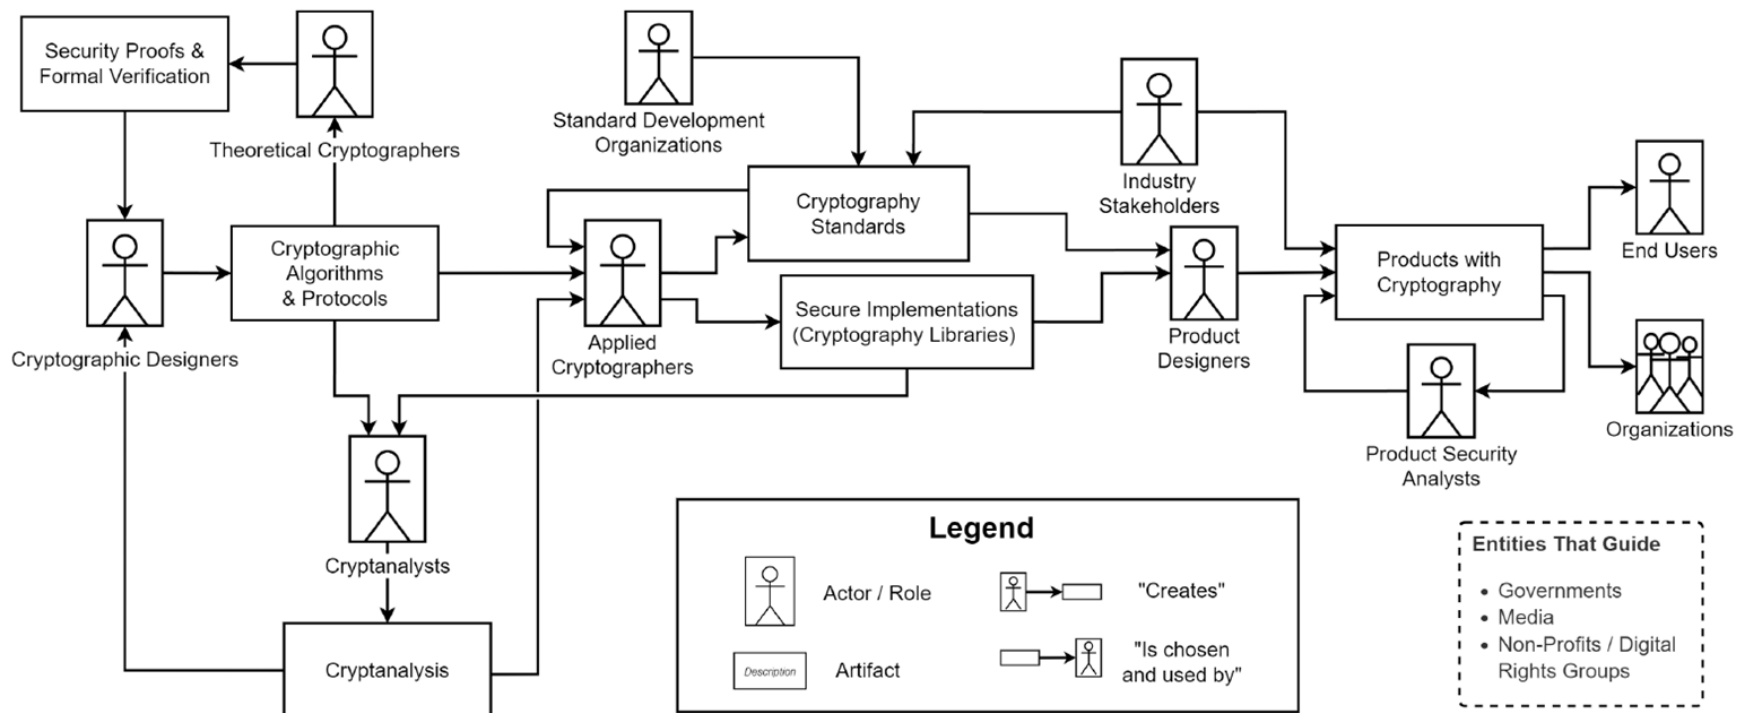 Security Proofs &
Formal Verification
Theoretical Cryptographers
Standard Development
Organizations
Industry
Stakeholders
Cryptography
Standards
End Users
Cryptographic Designers
Cryptographic
Algorithms
& Protocols
Applied
Cryptographers
Secure Implementations
(Cryptography Libraries)
Product
Designers
Products with
Cryptography
Product Security
Analysts
Organizations
Cryptanalysts
Cryptanalysis
Legend
Actor / Role
"Creates"
Description
Artifact
"Is chosen
and used by"
Entities That Guide
• Governments
• Media
• Non-Profits / Digital
Rights Groups